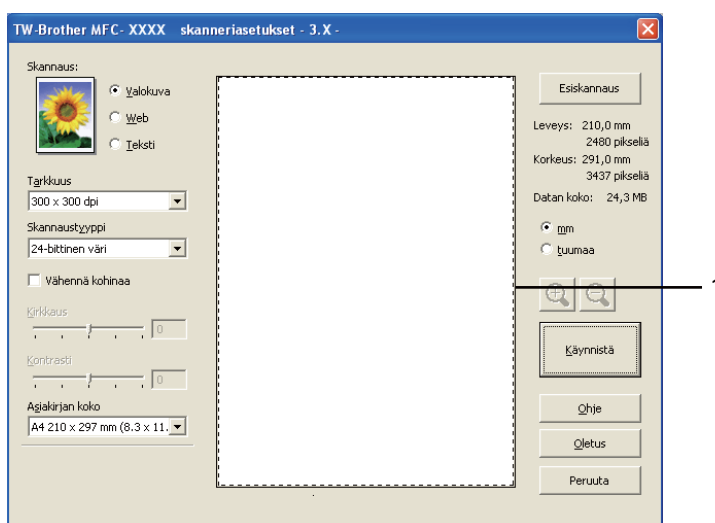 TW-Brother MFC- XXXX skanneriasetukset - 3.X -
Skannaus:
Valokuva
Web
Teksti
Tarkkuus
300 x 300 dpi
Skannaustyyppi
24-bittinen väri
Vähennä kohinaa
Kirkkaus
0
Kontrasti
0
Asiakirjan koko
A4 210 x 297 mm (8.3 x 11.
Esiskannaus
Leveys: 210,0 mm
2480 pikseliä
Korkeus: 291,0 mm
3437 pikseliä
Datan koko: 24,3 MB
mm
tuumaa
Käynnistä
Ohje
Oletus
Peruuta